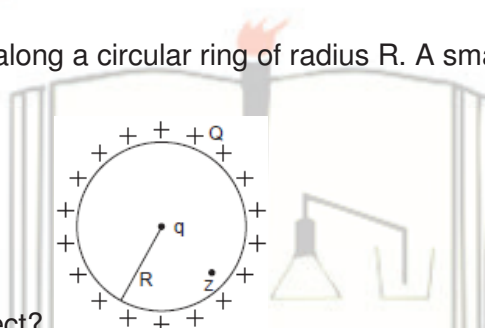 along a circular ring of radius R. A sma
+ + + Q
+ +
+ +
+ q +
+ +
+ R z +
+ +
+ + +
ect?